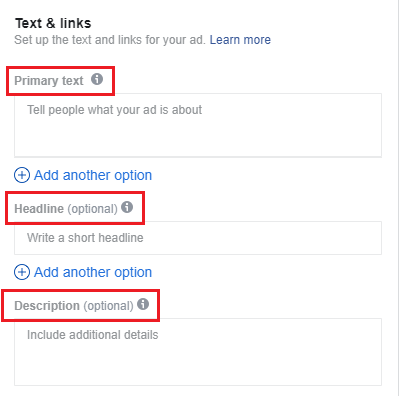 Text & links
Set up the text and links for your ad. Learn more
Primary text
Tell people what your ad is about
Add another option
Headline (optional)
Write a short headline
Add another option
Description (optional)
Include additional details